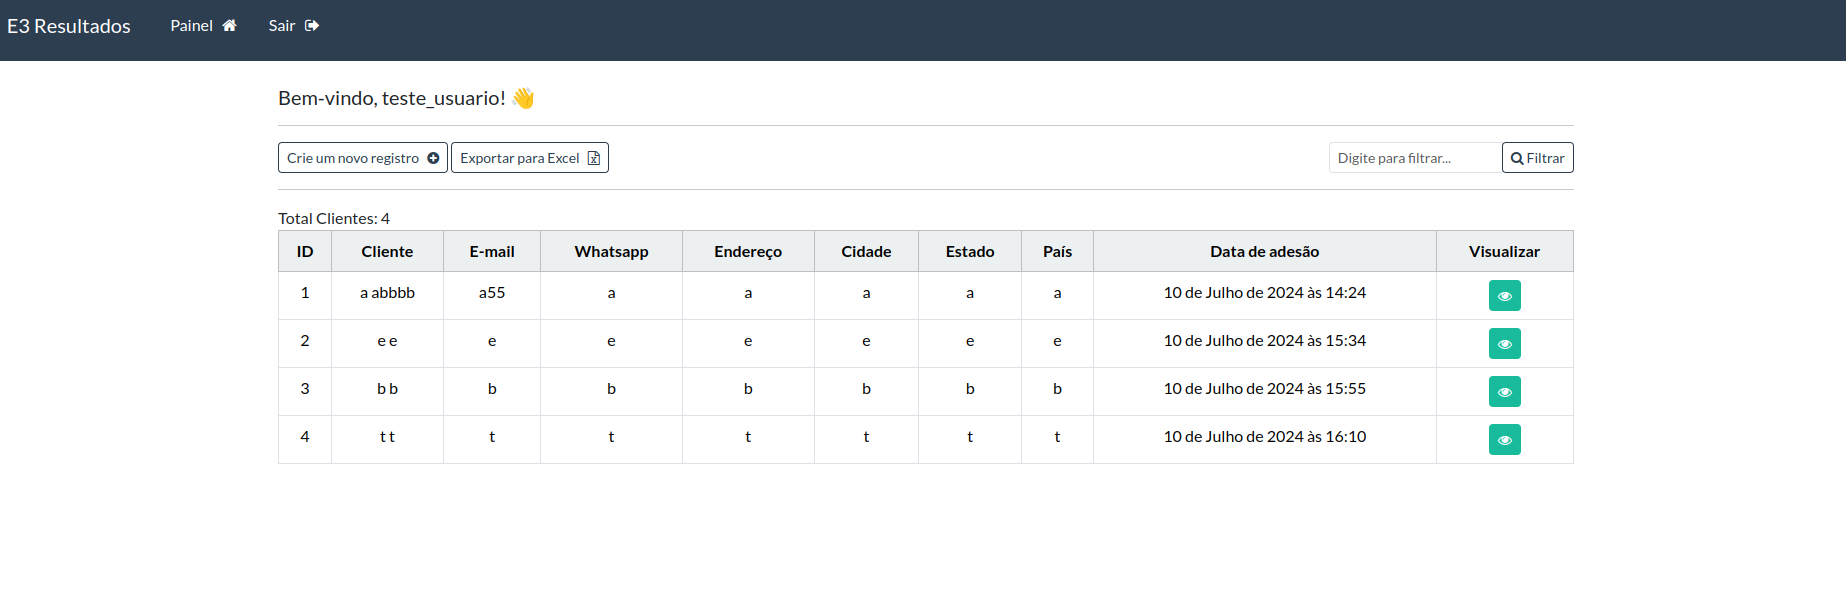 E3 Resultados Painel Sair
Bem-vindo, teste_usuario! 👋
Crie um novo registro Exportar para Excel Digite para filtrar... Filtrar
Total Clientes: 4
ID Cliente E-mail Whatsapp Endereço Cidade Estado País Data de adesão Visualizar
1 a abbbb a55 a a a a a 10 de Julho de 2024 às 14:24
2 e e e e e e e e 10 de Julho de 2024 às 15:34
3 b b b b b b b b 10 de Julho de 2024 às 15:55
4 t t t t t t t t 10 de Julho de 2024 às 16:10